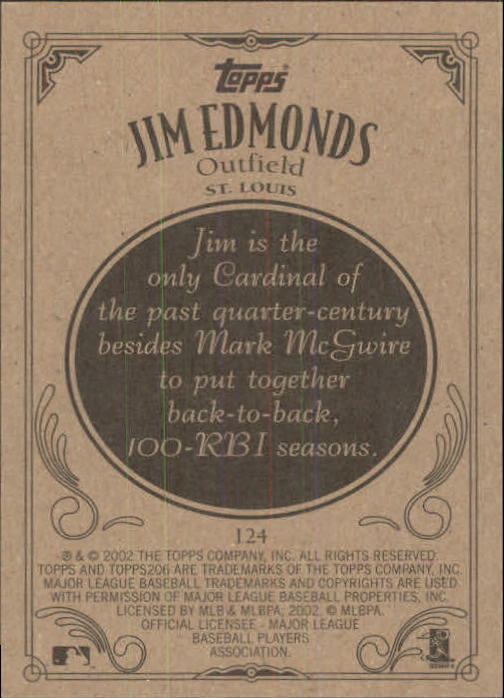 Topps®
JIM EDMONDS
Outfield
ST. LOUIS
Jim is the
only Cardinal of
the past quarter-century
besides Mark McGwire
to put together
back-to-back,
100-RBI seasons.
124
® & © 2002 THE TOPPS COMPANY, INC. ALL RIGHTS RESERVED.
TOPPS AND TOPPS206 ARE TRADEMARKS OF THE TOPPS COMPANY, INC.
MAJOR LEAGUE BASEBALL TRADEMARKS AND COPYRIGHTS ARE USED
WITH PERMISSION OF MAJOR LEAGUE BASEBALL PROPERTIES, INC.
LICENSED BY MLB & MLBPA, 2002. © MLBPA.
OFFICIAL LICENSEE - MAJOR LEAGUE
BASEBALL PLAYERS
ASSOCIATION.